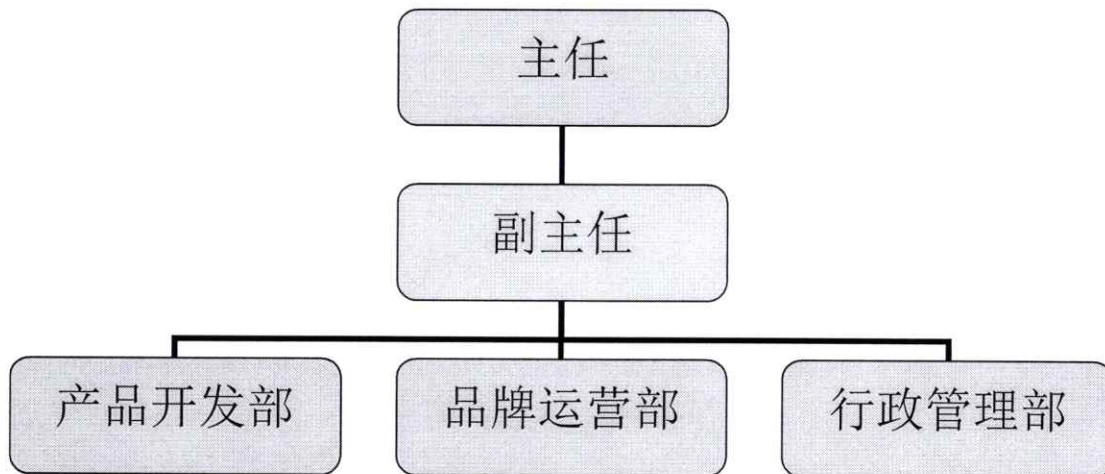 主任
副主任
产品开发部
品牌运营部
行政管理部